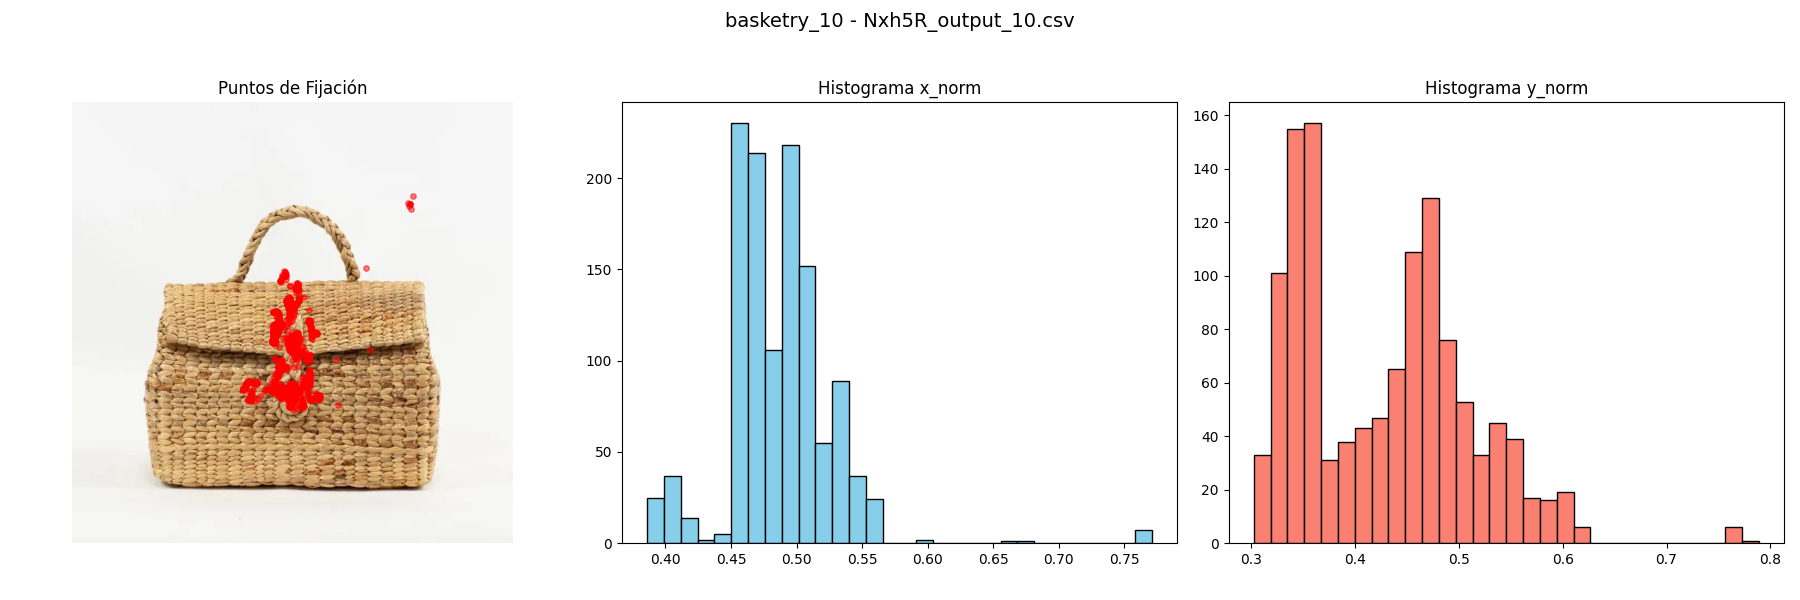 basketry_10 - Nxh5R_output_10.csv
Puntos de Fijación
Histograma x_norm
200
150
100
50
0
0.40 0.45 0.50 0.55 0.60 0.65 0.70 0.75
Histograma y_norm
160
140
120
100
80
60
40
20
0
0.3 0.4 0.5 0.6 0.7 0.8